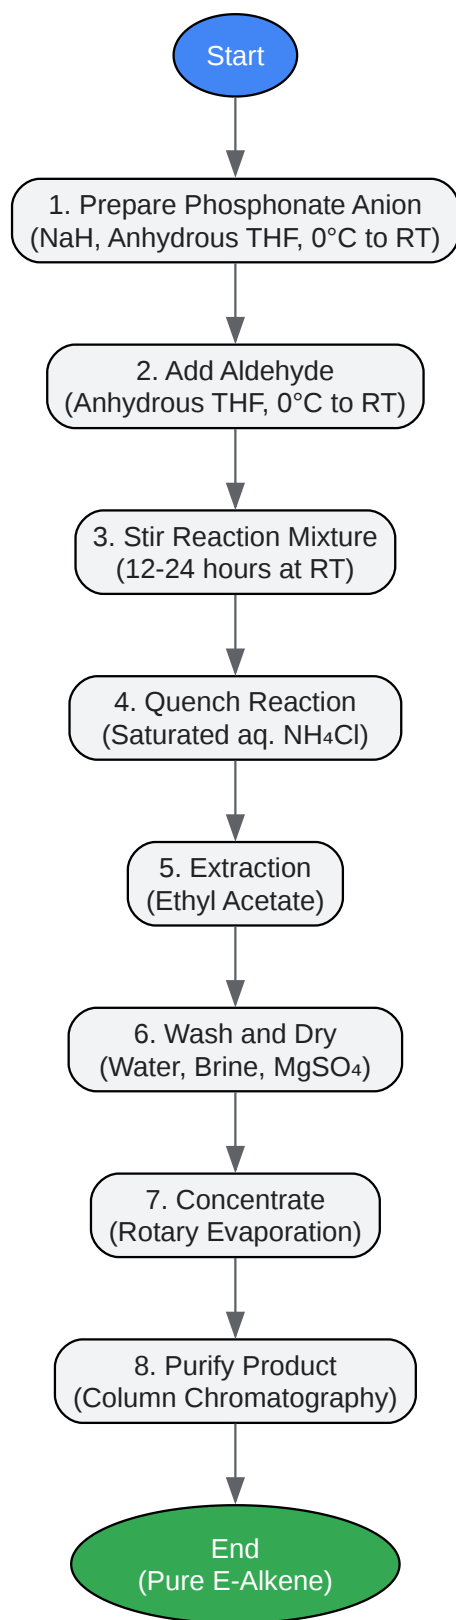 Start
1. Prepare Phosphonate Anion
(NaH, Anhydrous THF, 0°C to RT)
2. Add Aldehyde
(Anhydrous THF, 0°C to RT)
3. Stir Reaction Mixture
(12-24 hours at RT)
4. Quench Reaction
(Saturated aq. NH₄Cl)
5. Extraction
(Ethyl Acetate)
6. Wash and Dry
(Water, Brine, MgSO₄)
7. Concentrate
(Rotary Evaporation)
8. Purify Product
(Column Chromatography)
End
(Pure E-Alkene)